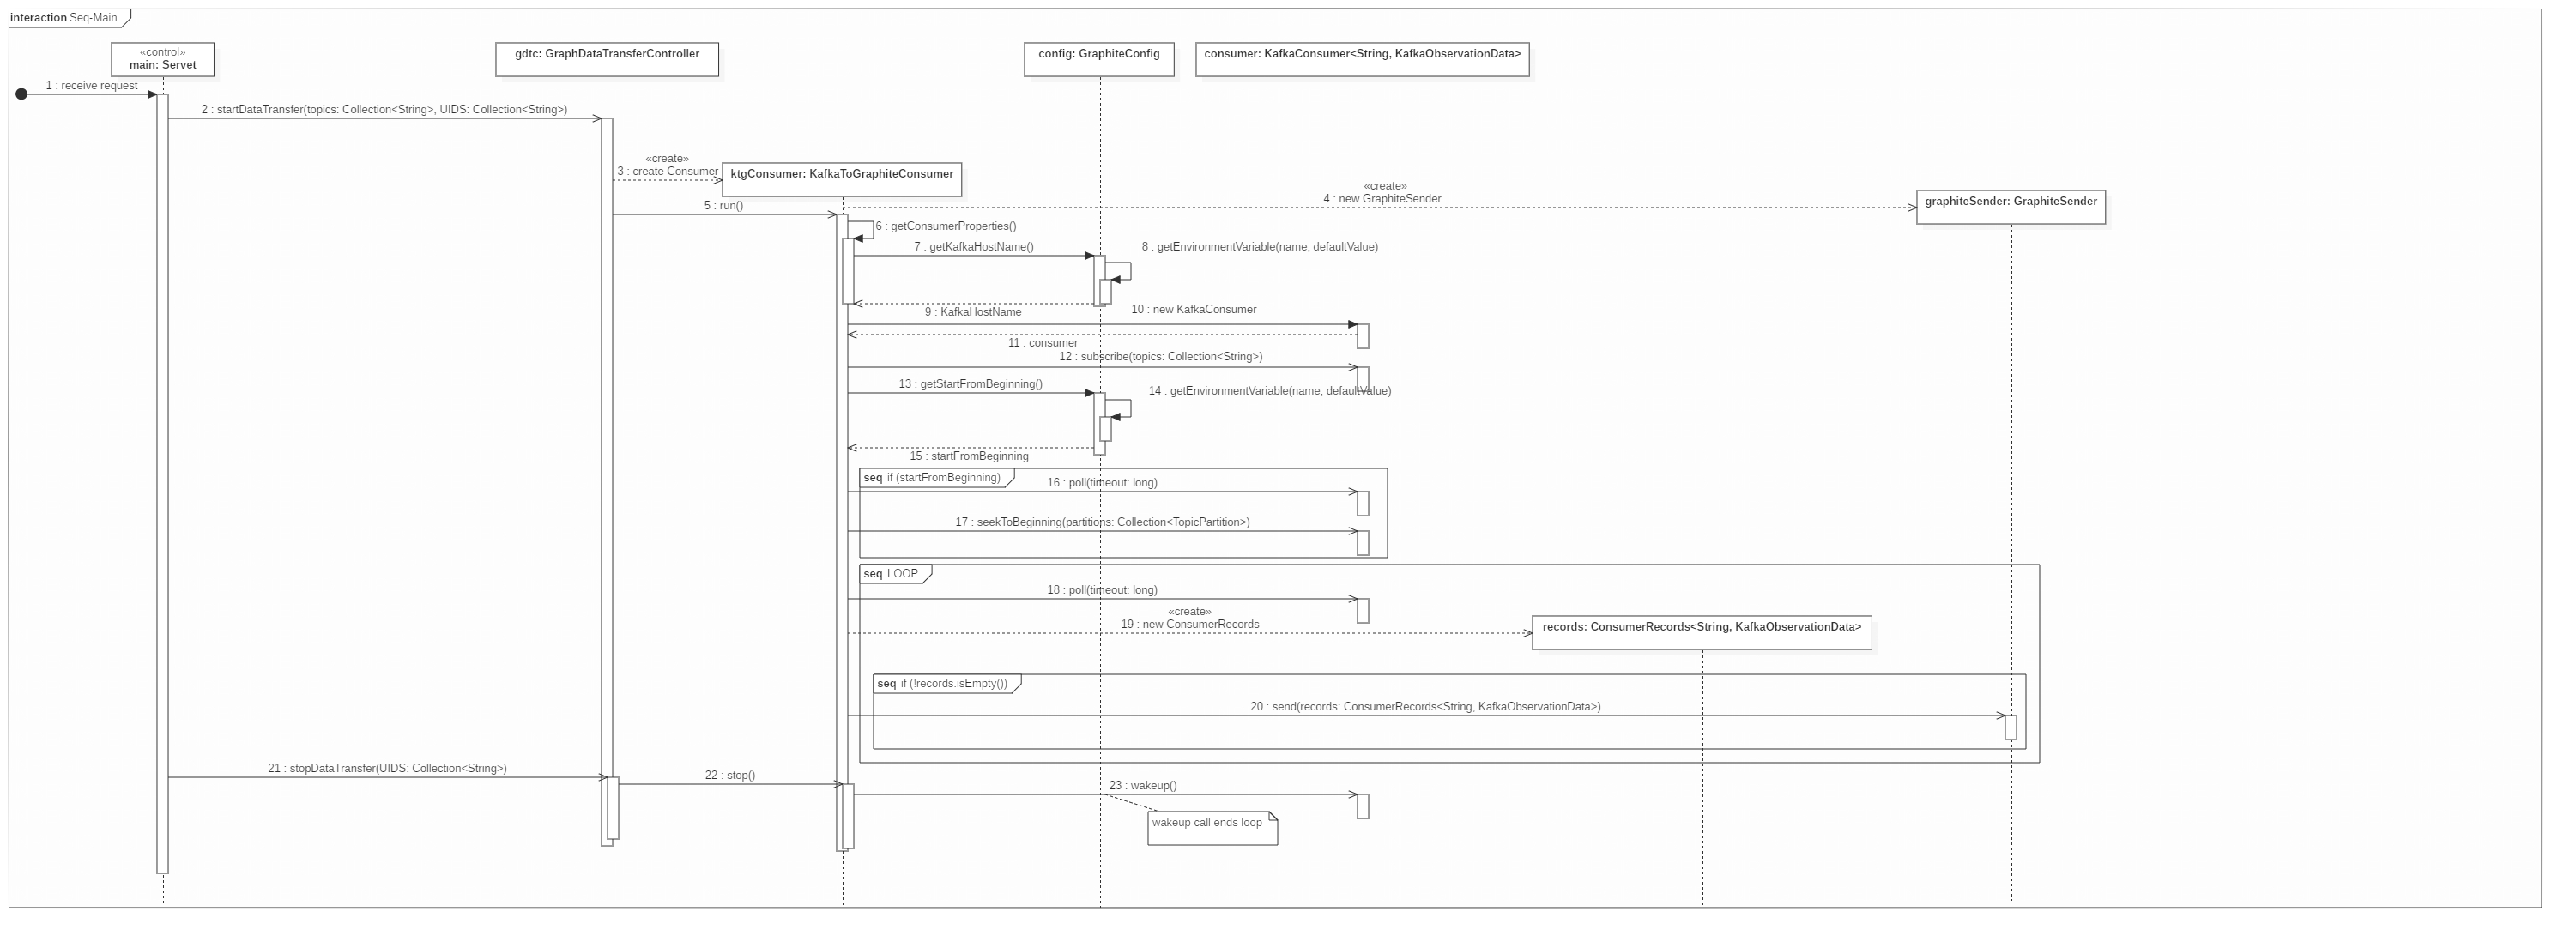 interaction Seq-Main
«control»
main: Servet
gdtc: GraphDataTransferController
config: GraphiteConfig
consumer: KafkaConsumer<String, KafkaObservationData>
1 : receive request
2 : startDataTransfer(topics: Collection<String>, UIDS: Collection<String>)
«create»
3 : create Consumer
ktgConsumer: KafkaToGraphiteConsumer
«create»
4 : new GraphiteSender
graphiteSender: GraphiteSender
5 : run()
6 : getConsumerProperties()
7 : getKafkaHostName()
8 : getEnvironmentVariable(name, defaultValue)
9 : KafkaHostName
10 : new KafkaConsumer
11 : consumer
12 : subscribe(topics: Collection<String>)
13 : getStartFromBeginning()
14 : getEnvironmentVariable(name, defaultValue)
15 : startFromBeginning
seq if (startFromBeginning)
16 : poll(timeout: long)
17 : seekToBeginning(partitions: Collection<TopicPartition>)
seq LOOP
18 : poll(timeout: long)
«create»
19 : new ConsumerRecords
records: ConsumerRecords<String, KafkaObservationData>
seq if (!records.isEmpty())
20 : send(records: ConsumerRecords<String, KafkaObservationData>)
21 : stopDataTransfer(UIDS: Collection<String>)
22 : stop()
23 : wakeup()
wakeup call ends loop